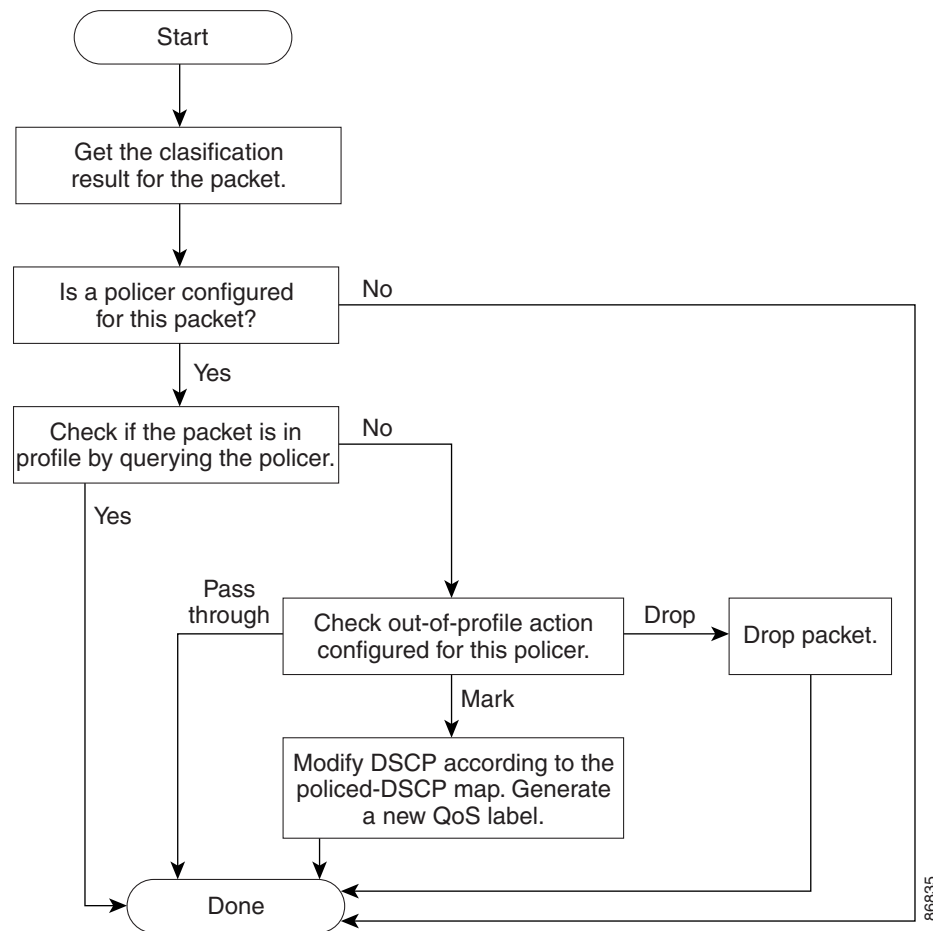 Start
Get the clasification
result for the packet.
Is a policer configured
for this packet?
No
Yes
Check if the packet is in
profile by querying the policer.
No
Yes
Pass
through
Check out-of-profile action
configured for this policer.
Drop
Drop packet.
Mark
Modify DSCP according to the
policed-DSCP map. Generate
a new QoS label.
Done
86835